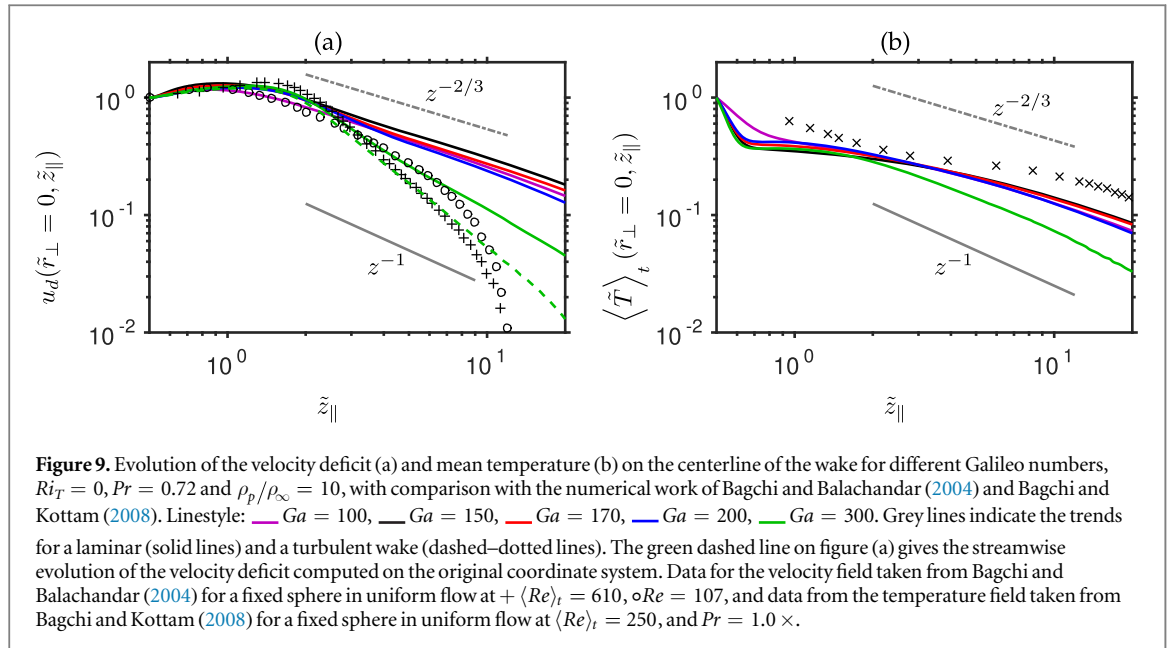 (a)
(b)
10^0
10^-1
10^-2
z^-2/3
z^-1
u_d(r̃_⊥ = 0, z̃_∥)
10^0
10^1
z̃_∥
10^0
10^-1
10^-2
z^-2/3
z^-1
⟨T̃⟩_t (r̃_⊥ = 0, z̃_∥)
10^0
10^1
z̃_∥
Figure 9. Evolution of the velocity deficit (a) and mean temperature (b) on the centerline of the wake for different Galileo numbers,
Ri_T = 0, Pr = 0.72 and ρ_p/ρ_∞ = 10, with comparison with the numerical work of Bagchi and Balachandar (2004) and Bagchi and
Kottam (2008). Linestyle: — Ga = 100, — Ga = 150, — Ga = 170, — Ga = 200, — Ga = 300. Grey lines indicate the trends
for a laminar (solid lines) and a turbulent wake (dashed–dotted lines). The green dashed line on figure (a) gives the streamwise
evolution of the velocity deficit computed on the original coordinate system. Data for the velocity field taken from Bagchi and
Balachandar (2004) for a fixed sphere in uniform flow at + ⟨Re⟩_t = 610, ∘Re = 107, and data from the temperature field taken from
Bagchi and Kottam (2008) for a fixed sphere in uniform flow at ⟨Re⟩_t = 250, and Pr = 1.0 ×.